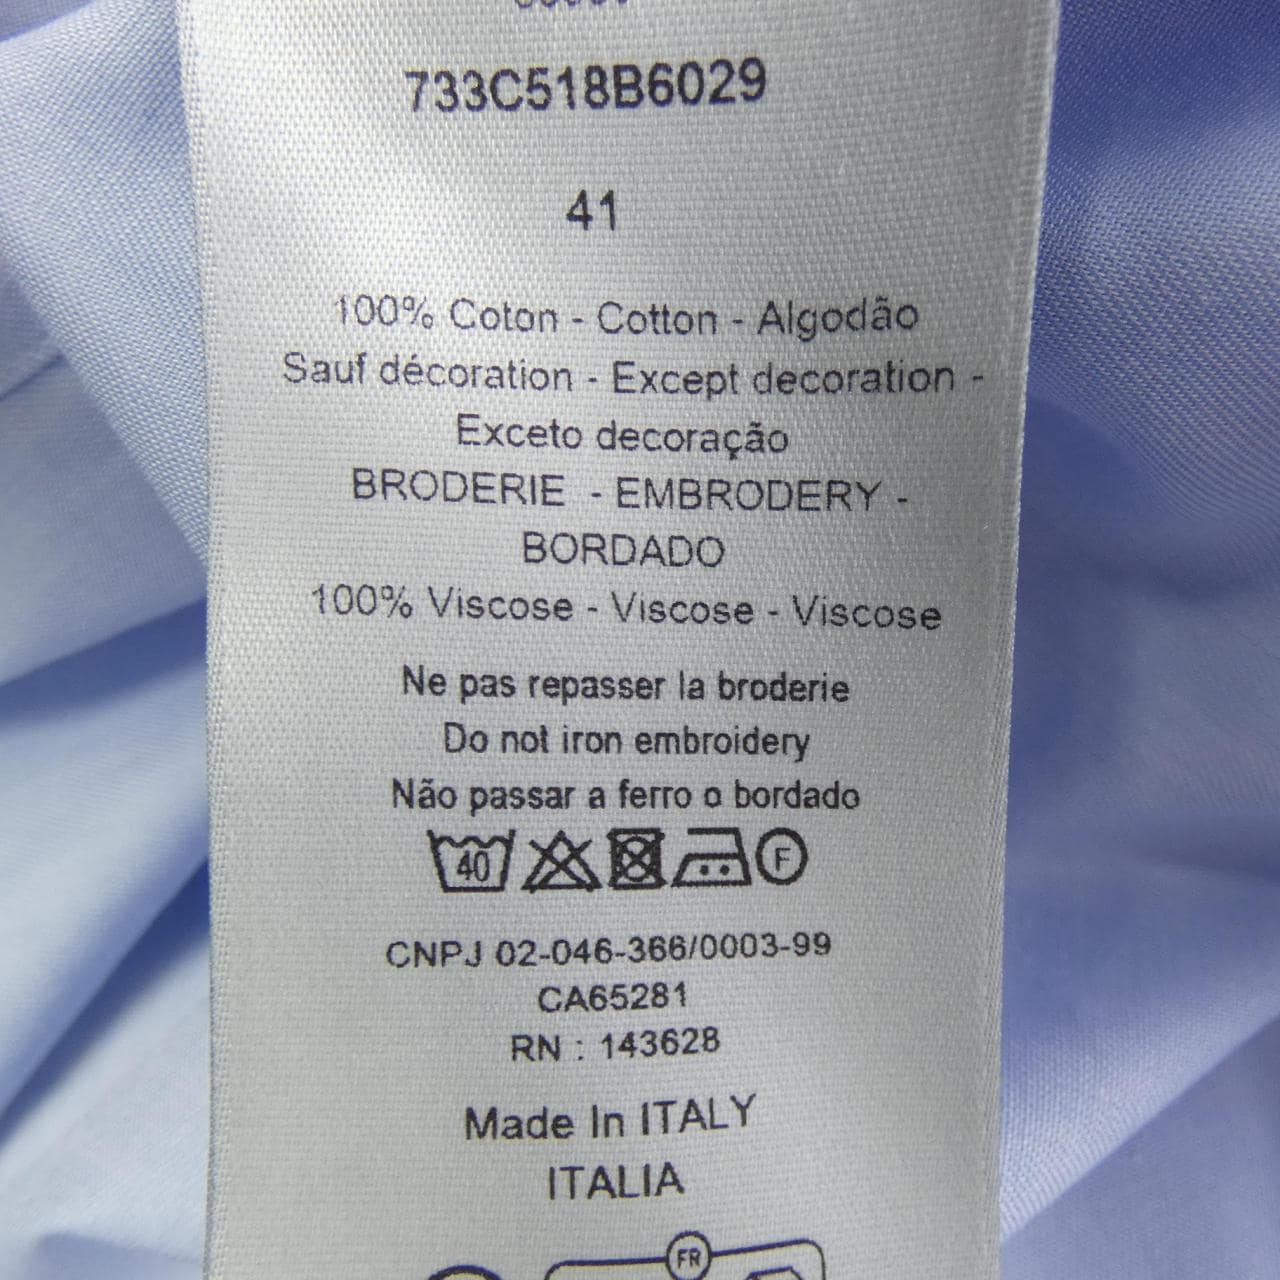 733C518B6029
41
100% Coton - Cotton - Algodão
Sauf décoration - Except decoration -
Exceto decoração
BRODERIE - EMBRODERY -
BORDADO
100% Viscose - Viscose - Viscose
Ne pas repasser la broderie
Do not iron embroidery
Não passar a ferro o bordado
40 F
CNPJ 02-046-366/0003-99
CA65281
RN : 143628
Made In ITALY
ITALIA
FR